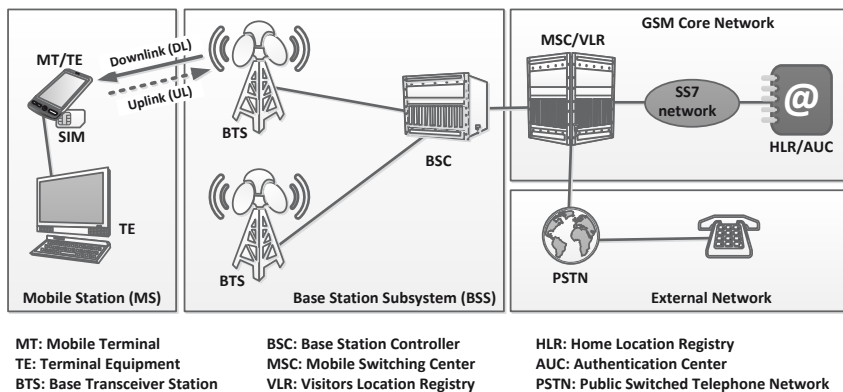 GSM Core Network
MSC/VLR
MT/TE
Downlink (DL)
Uplink (UL)
SIM
BTS
BSC
SS7
network
@
HLR/AUC
TE
BTS
PSTN
Mobile Station (MS)
Base Station Subsystem (BSS)
External Network
MT: Mobile Terminal
BSC: Base Station Controller
HLR: Home Location Registry
TE: Terminal Equipment
MSC: Mobile Switching Center
AUC: Authentication Center
BTS: Base Transceiver Station
VLR: Visitors Location Registry
PSTN: Public Switched Telephone Network